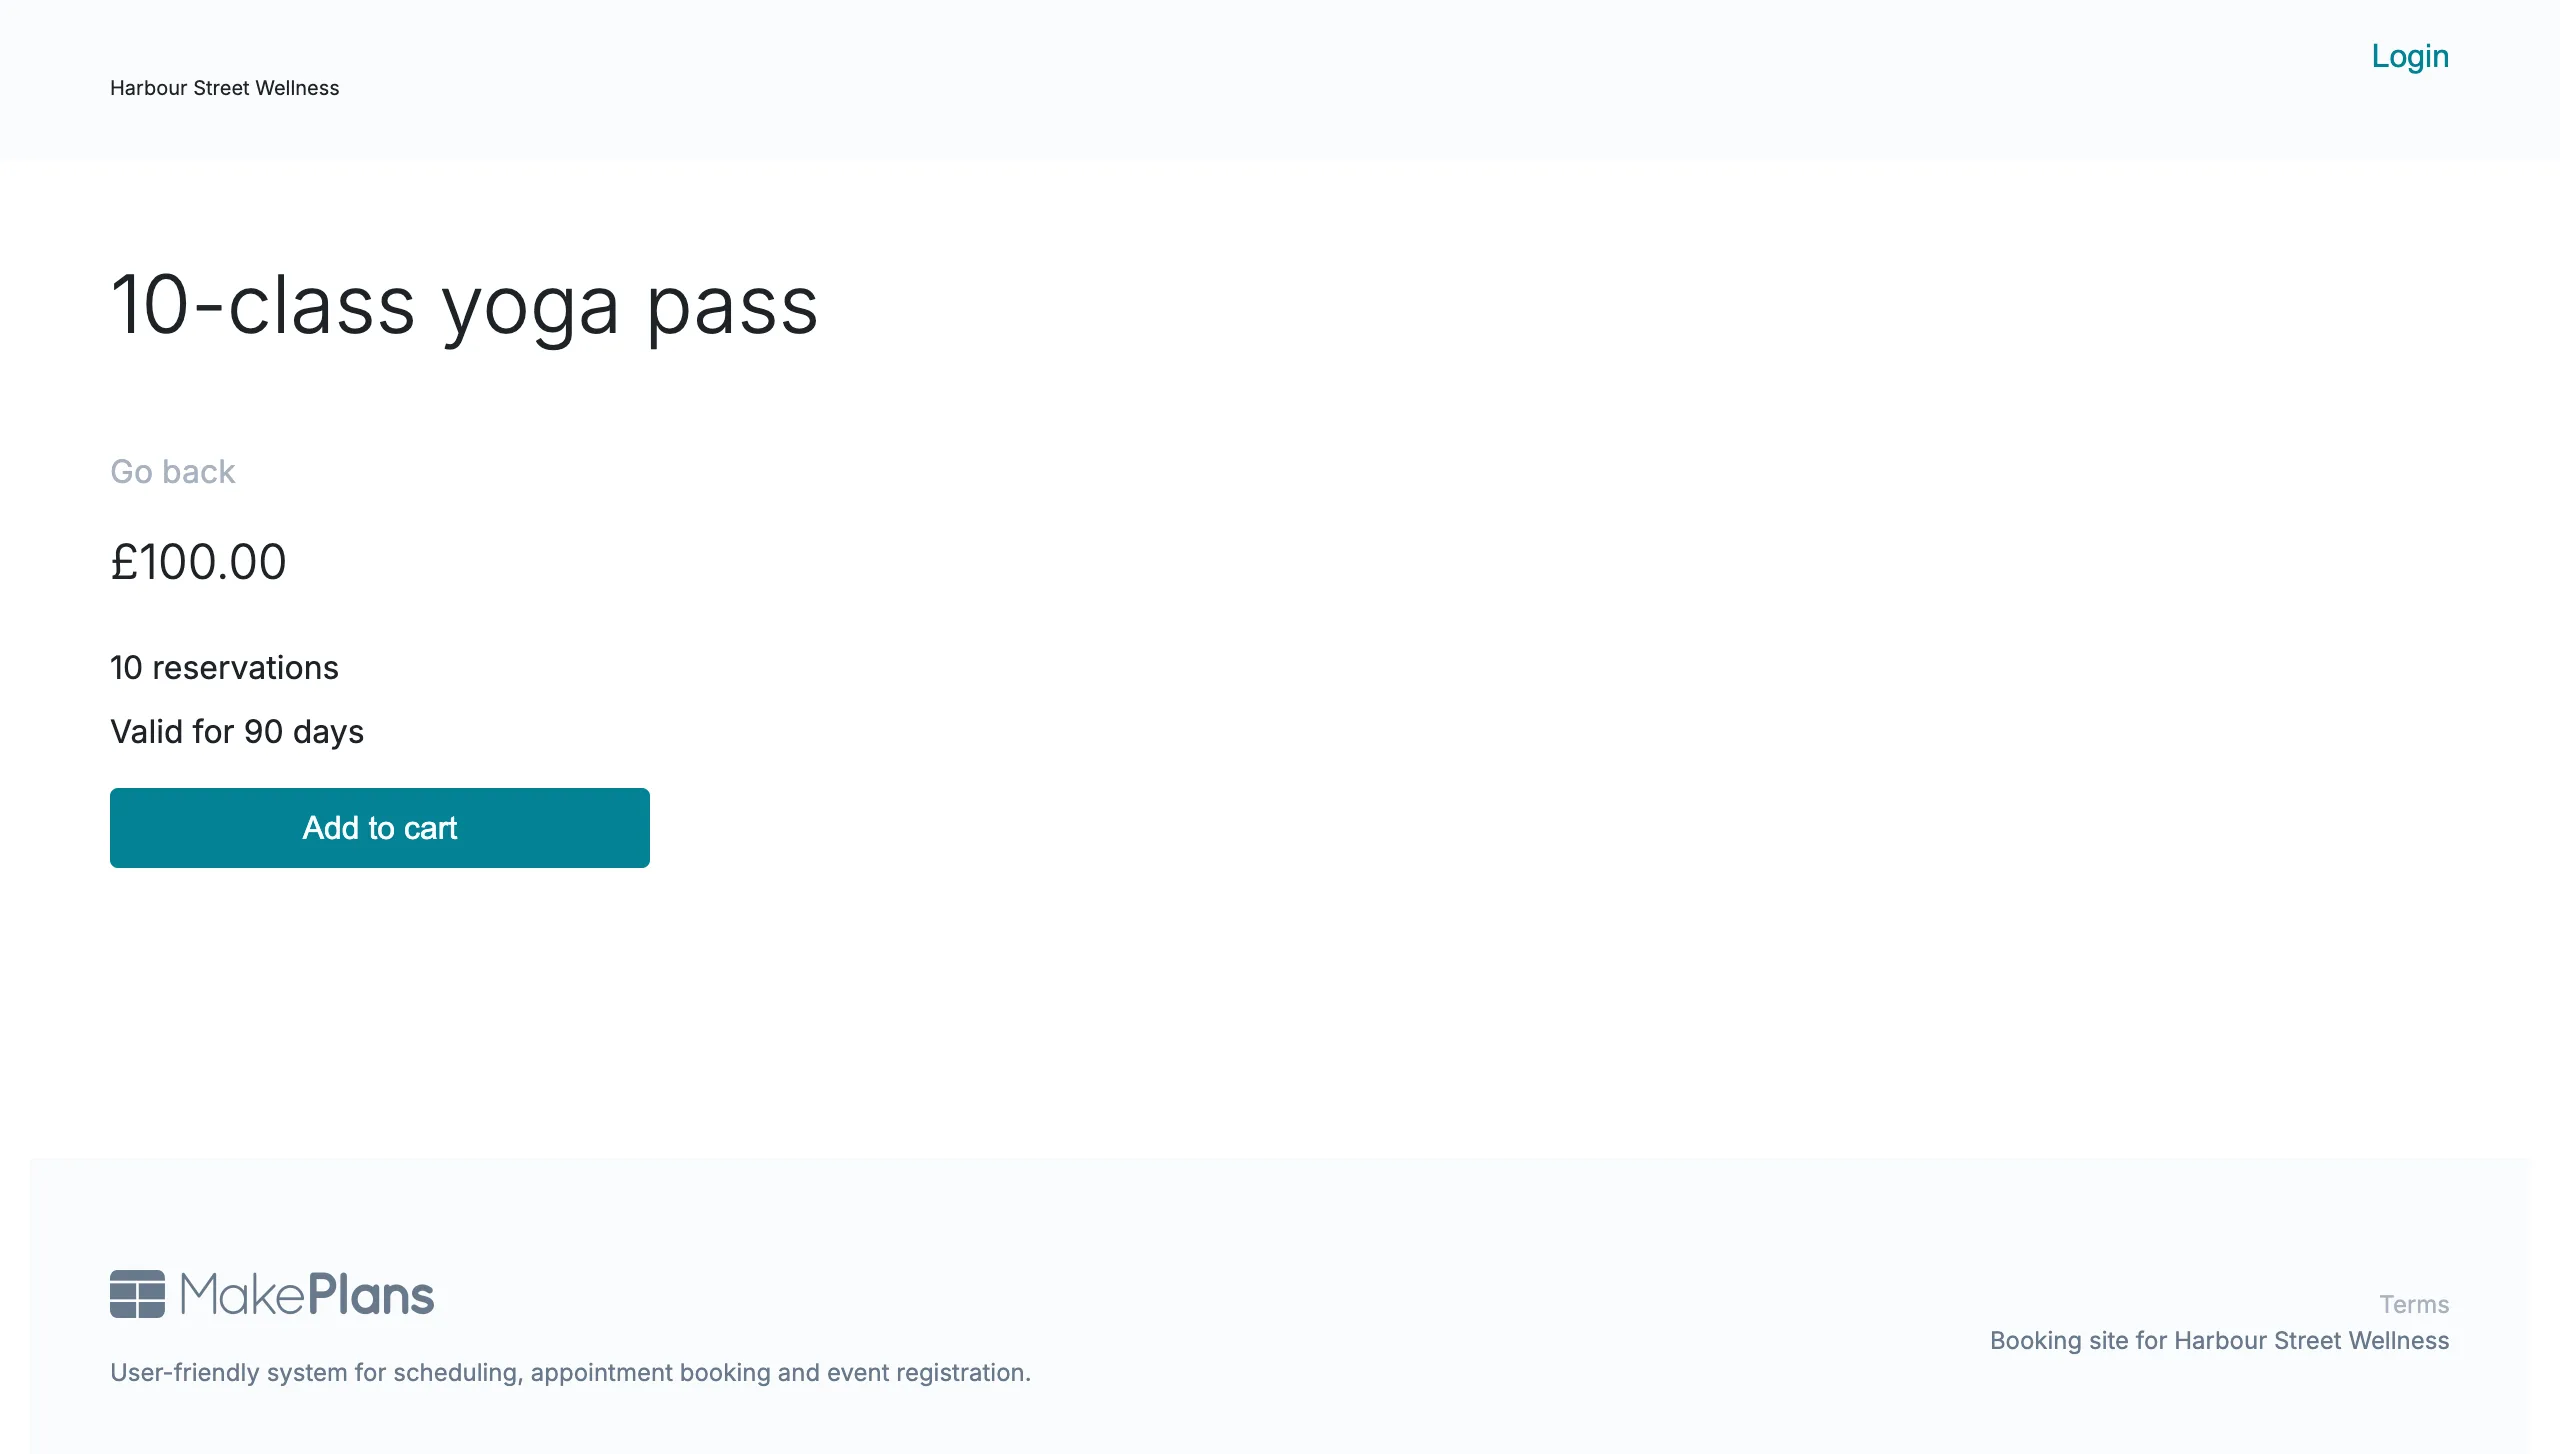 Login
Harbour Street Wellness
10-class yoga pass
Go back
£100.00
10 reservations
Valid for 90 days
Add to cart
MakePlans
User-friendly system for scheduling, appointment booking and event registration.
Terms
Booking site for Harbour Street Wellness